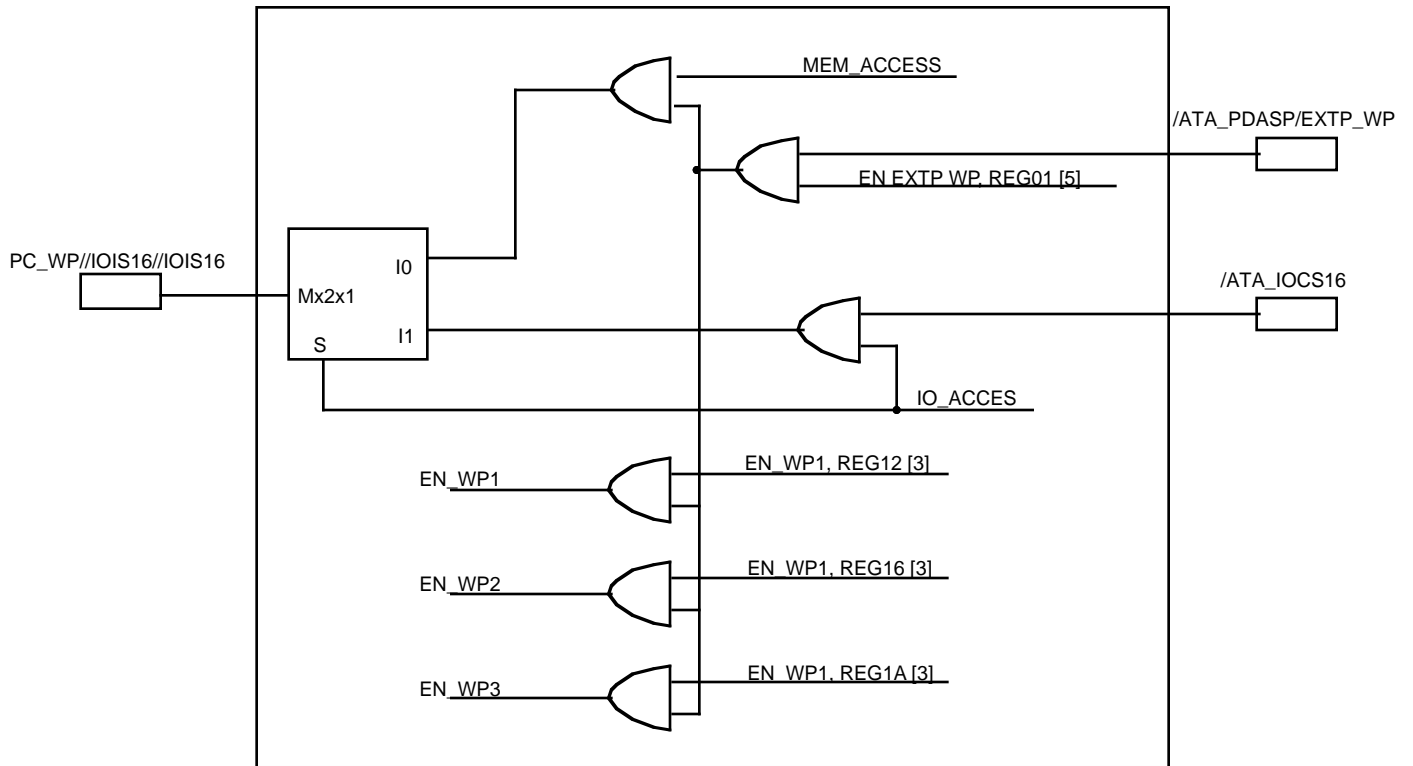 MEM_ACCESS
/ATA_PDASP/EXTP_WP
EN EXTP WP, REG01 [5]
PC_WP//IOIS16//IOIS16
I0
/ATA_IOCS16
Mx2x1
I1
S
IO_ACCES
EN_WP1, REG12 [3]
EN_WP1
EN_WP1, REG16 [3]
EN_WP2
EN_WP1, REG1A [3]
EN_WP3